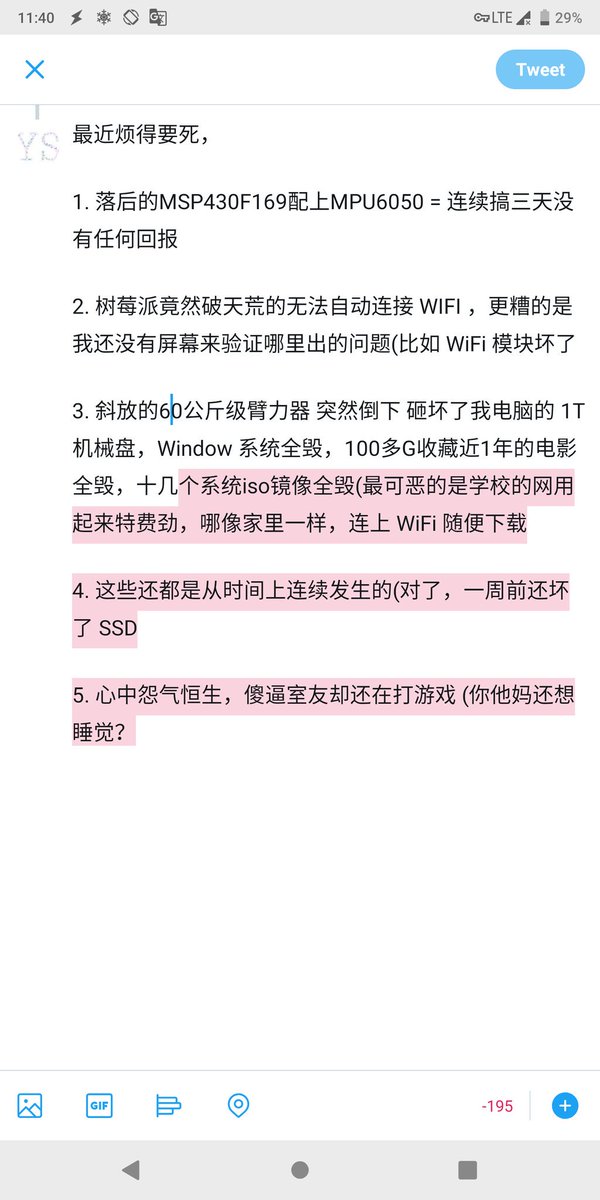 11:40 LTE 29%
Tweet
YS
最近烦得要死，
1. 落后的MSP430F169配上MPU6050 = 连续搞三天没
有任何回报
2. 树莓派竟然破天荒的无法自动连接 WIFI ，更糟的是
我还没有屏幕来验证哪里出的问题(比如 WiFi 模块坏了
3. 斜放的60公斤级臂力器 突然倒下 砸坏了我电脑的 1T
机械盘，Window 系统全毁，100多G收藏近1年的电影
全毁，十几个系统iso镜像全毁(最可恶的是学校的网用
起来特费劲，哪像家里一样，连上 WiFi 随便下载
4. 这些还都是从时间上连续发生的(对了，一周前还坏
了 SSD
5. 心中怨气恒生，傻逼室友却还在打游戏 (你他妈还想
睡觉？
GIF
-195